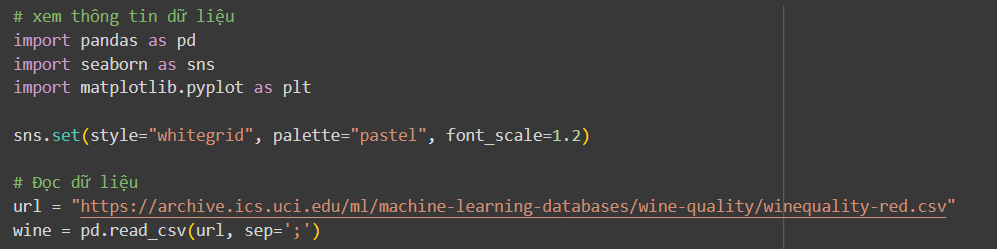 # xem thông tin dữ liệu
import pandas as pd
import seaborn as sns
import matplotlib.pyplot as plt
sns.set(style="whitegrid", palette="pastel", font_scale=1.2)
# Đọc dữ liệu
url = "https://archive.ics.uci.edu/ml/machine-learning-databases/wine-quality/winequality-red.csv"
wine = pd.read_csv(url, sep=';')